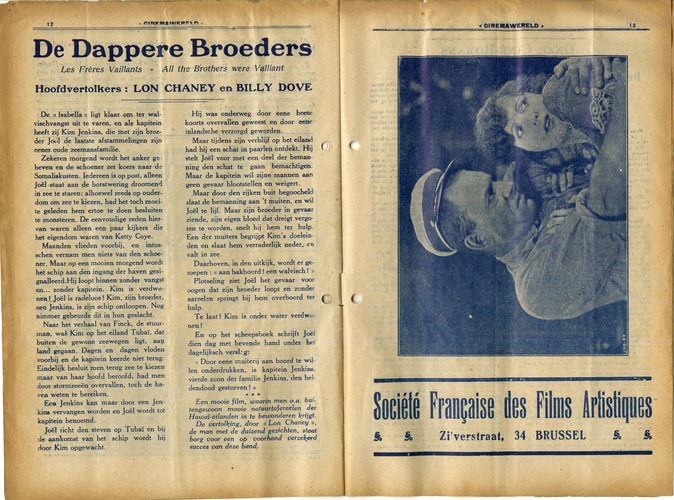 12
• CINEMAWERELD •
De Dappere Broeders
Les Frères Vaillants - All the Brothers were Valliant
Hoofdvertolkers : LON CHANEY en BILLY DOVE
De « Isabella » ligt klaar om ter wal-
vischvangst uit te varen, en als kapitein
heeft zij Kim Jenkins, die met zijn broe-
der Joël de laatste afstammelingen zijn
eener oude zeemansfamilie.
Zekeren morgend wordt het anker ge-
heven en de schoener zet koers naar de
Somaliskusten. Iedereen is op post, alleen
Joël staat aan de borstwering droomend
in zee te staren: alhoewel reeds op ouder-
dom om zee te kiezen, had het toch moei-
te geleden hem ertoe te doen besluiten
te monsteren. De eenvoudige reden hier-
van waren alleen een paar kijkers die
het eigendom waren van Ketty Coye.
Maanden vlieden voorbij, en intus-
schen vernam men niets van den schoe-
ner. Maar op een mooien morgend wordt
het schip aan den ingang der haven gesi-
gnalleerd. Hij loopt binnen zonder vangst
en... zonder kapitein. Kim is verdwe-
nen! Joël is radeloos! Kim, zijn broeder,
een Jenkins, is zijn schip ontloopen. Nog
nimmer gebeurde dit in hun geslacht.
Naar het verhaal van Finck, de stuur-
man, was Kim op het eiland Tubaï, dat
buiten de gewone zeewegen ligt, aan
land gegaan. Dagen en dagen vloden
voorbij en de kapitein keerde niet terug.
Eindelijk besluit men terug zee te kiezen
maar van haar hoofd beroofd, had men
door stormzeeën overvallen, toch de ha-
ven weten te bereiken.
Een Jenkins kan maar door een Jen-
kins vervangen worden en Joël wordt tot
kapitein benoemd.
Joël richt den steven op Tubaï en bij
de aankomst van het schip wordt hij
door Kim opgewacht.
Hij was onderweg door eene heete
koorts overvallen geweest en door eene
inlandsche verzorgd geworden.
Maar tijdens zijn verblijf op het eiland
had hij een schat in paarlen ontdekt. Hij
stelt Joël voor met een deel der beman-
ning den schat te gaan bemachtigen.
Maar de kapitein wil zijne mannen aan
geen gevaar blootstellen en weigert.
Maar door den rijken buit begoocheld
slaat de bemanning aan 't muiten, en wil
Joël te lijf. Maar zijn broeder in gevaar
ziende, zijn eigen bloed dat dreigt vergo-
ten te worden, snelt hij hem ter hulp.
Een der muiters begrijpt Kim's doelein-
den en slaat hem verradelijk neder, en
valt in zee.
Daarboven, in den uitkijk, wordt er ge-
roepen : « aan bakboord ! een walvisch ! »
Plotseling ziet Joël het gevaar voor
oogen dat zijn broeder loopt en zonder
aarzelen springt hij hem overboord ter
hulp.
Te laat ! Kim is onder water verdwe-
nen !
En op het scheepsboek schrijft Joël
dien dag met bevende hand onder het
dagelijksch verslag:
« Door eene muiterij aan boord te wil-
len onderdrukken, is kapitein Jenkins,
vierde zoon der familie Jenkins, den hel-
dendood gestorven ! »
* * *
Een mooie film, waarin men o.a. bui-
tengewoon mooie natuurtafereelen der
Hawaï-eilanden in te bewonderen krijgt.
De vertolking, door « Lon Chaney »,
de man met de duizend gezichten, staat
borg voor een op voorhand verzekerd
succes van deze band.
• CINEMAWERELD •
13
Société Française des Films Artistiques
Zilverstraat, 34 BRUSSEL